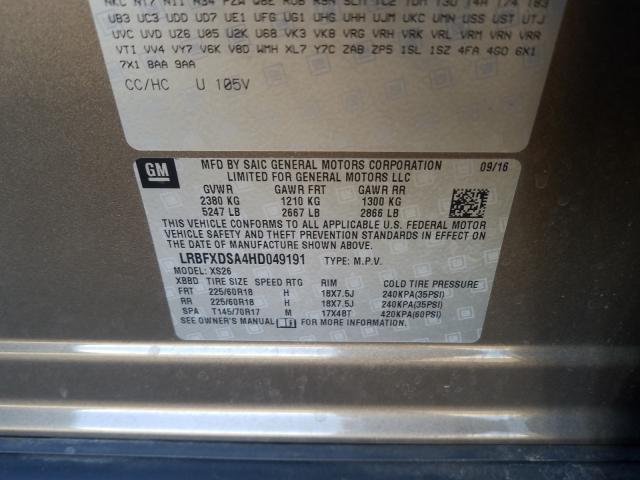 UB3 UC3 UDD UD7 UE1 UFG UG1 UHG UHH UJM UKC UMN USS UST UTJ
UVC UVD UZ6 U05 U2K U68 VK3 VK8 VRG VRH VRK VRL VRM VRN VRR
VT1 VV4 VY7 V6K V8D WMH XL7 Y7C ZAB ZP5 1SL 1SZ 4FA 4G0 6X1
7X1 8AA 9AA
CC/HC U 105V
GM
MFD BY SAIC GENERAL MOTORS CORPORATION 09/16
LIMITED FOR GENERAL MOTORS LLC
GVWR GAWR FRT GAWR RR
2380 KG 1210 KG 1300 KG
5247 LB 2667 LB 2866 LB
THIS VEHICLE CONFORMS TO ALL APPLICABLE U.S. FEDERAL MOTOR
VEHICLE SAFETY AND THEFT PREVENTION STANDARDS IN EFFECT
ON THE DATE OF MANUFACTURE SHOWN ABOVE.
LRBFXDSA4HD049191 TYPE: M.P.V.
MODEL: XS26
XBBD TIRE SIZE SPEED RTG RIM COLD TIRE PRESSURE
FRT 225/60R18 H 18X7.5J 240KPA(35PSI)
RR 225/60R18 H 18X7.5J 240KPA(35PSI)
SPA T145/70R17 M 17X4BT 420KPA(60PSI)
SEE OWNER'S MANUAL FOR MORE INFORMATION.